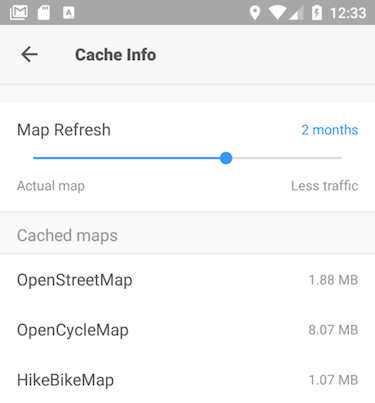 12:33
Cache Info
Map Refresh 2 months
Actual map Less traffic
Cached maps
OpenStreetMap 1.88 MB
OpenCycleMap 8.07 MB
HikeBikeMap 1.07 MB